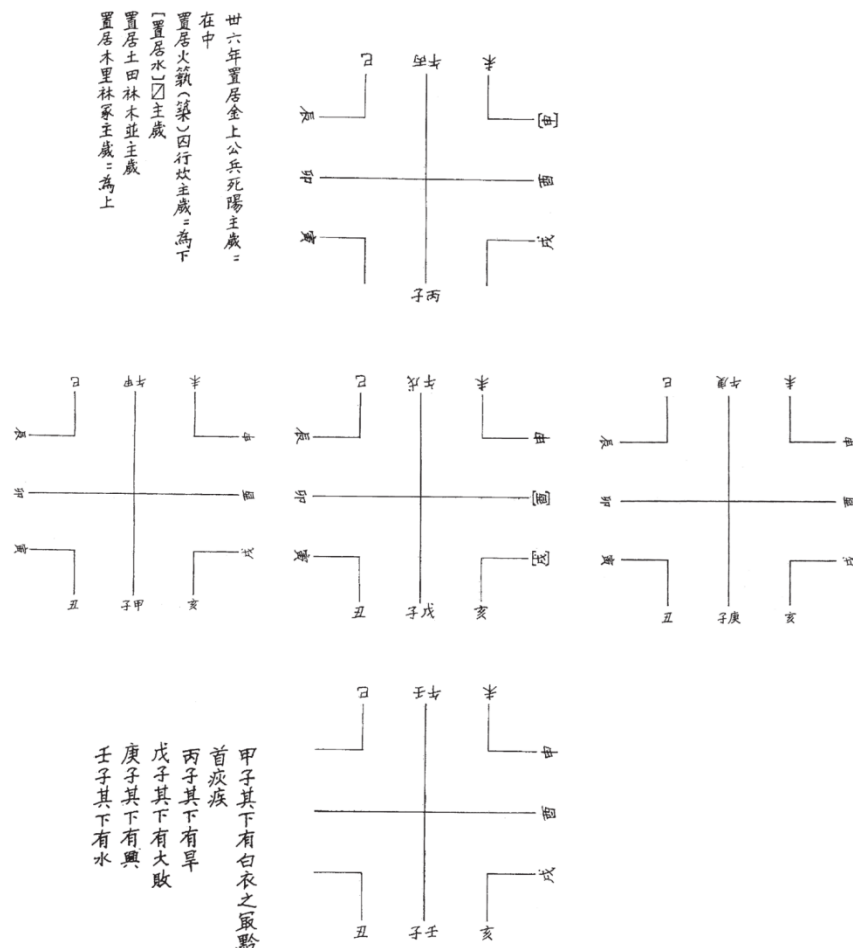 卅六年置居金上公兵死陽主歲=
在中
置居火䈞(築)囚行炊主歲=為下
[置居水]〼主歲
置居土田林木並主歲
置居木里林冢主歲=為上
巳
丙午
未
辰
[申]
卯
酉
寅
戌
丙子
巳
甲午
未
辰
申
卯
酉
寅
戌
丑
甲子
亥
巳
戊午
未
辰
申
卯
[酉]
寅
[戌]
丑
戊子
亥
巳
庚午
未
辰
申
卯
酉
寅
戌
丑
庚子
亥
巳
壬午
未
申
酉
戌
丑
壬子
亥
甲子其下有白衣之冣黔
首疢疾
丙子其下有旱
戊子其下有大敗
庚子其下有興
壬子其下有水